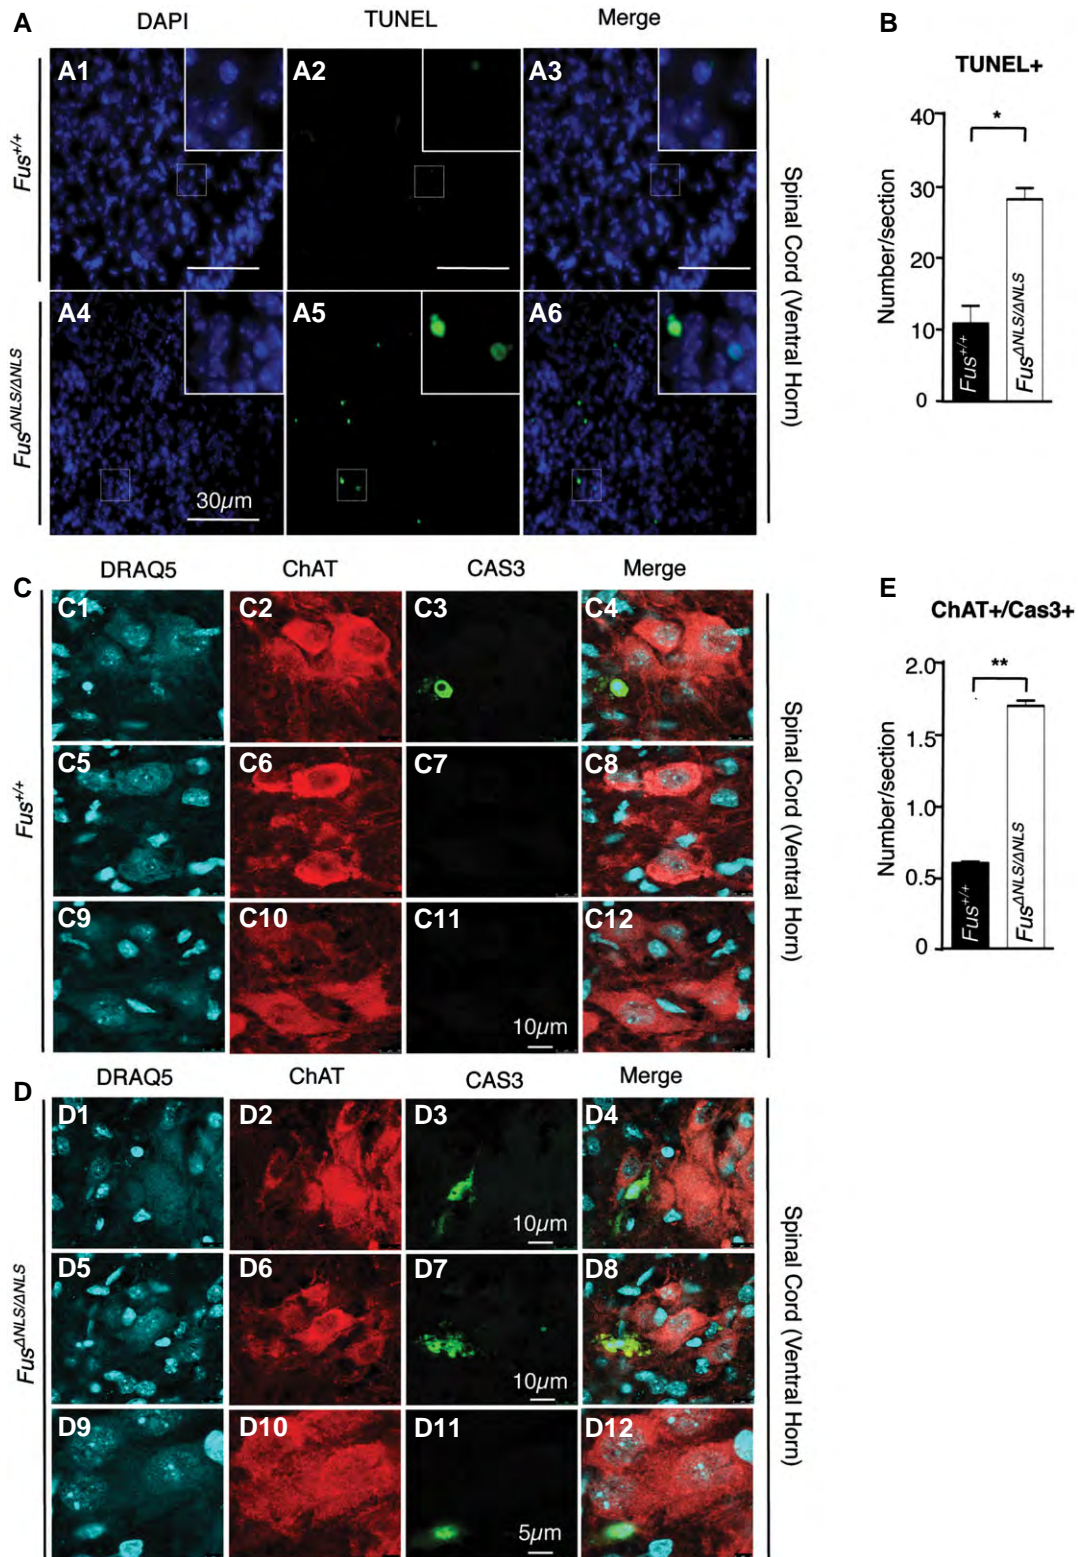 A
DAPI
TUNEL
Merge
A1
A2
A3
Fus+/+
A4
A5
A6
FusΔNLS/ΔNLS
30µm
Spinal Cord (Ventral Horn)
B
TUNEL+
*
40
30
20
10
0
Number/section
Fus+/+
FusΔNLS/ΔNLS
C
DRAQ5
ChAT
CAS3
Merge
C1
C2
C3
C4
C5
C6
C7
C8
C9
C10
C11
C12
Fus+/+
10µm
Spinal Cord (Ventral Horn)
E
ChAT+/Cas3+
**
2.0
1.5
1.0
0.5
0
Number/section
Fus+/+
FusΔNLS/ΔNLS
D
DRAQ5
ChAT
CAS3
Merge
D1
D2
D3
D4
10µm
D5
D6
D7
D8
10µm
D9
D10
D11
D12
5µm
FusΔNLS/ΔNLS
Spinal Cord (Ventral Horn)